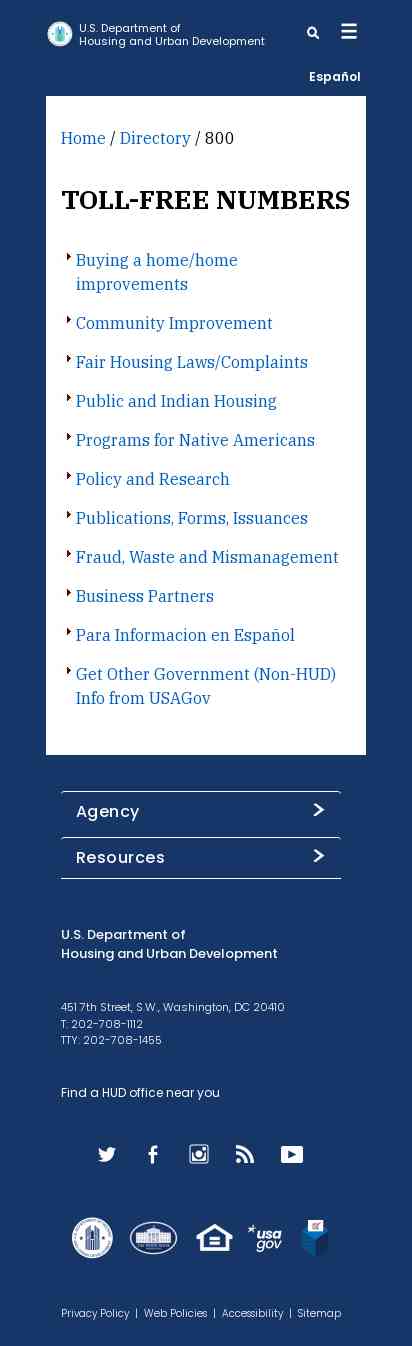 U.S. Department of
Housing and Urban Development
Español
Home / Directory / 800
TOLL-FREE NUMBERS
Buying a home/home
improvements
Community Improvement
Fair Housing Laws/Complaints
Public and Indian Housing
Programs for Native Americans
Policy and Research
Publications, Forms, Issuances
Fraud, Waste and Mismanagement
Business Partners
Para Informacion en Español
Get Other Government (Non-HUD)
Info from USAGov
Agency
Resources
U.S. Department of
Housing and Urban Development
451 7th Street, S.W., Washington, DC 20410
T: 202-708-1112
TTY: 202-708-1455
Find a HUD office near you
usa
gov
Privacy Policy | Web Policies | Accessibility | Sitemap